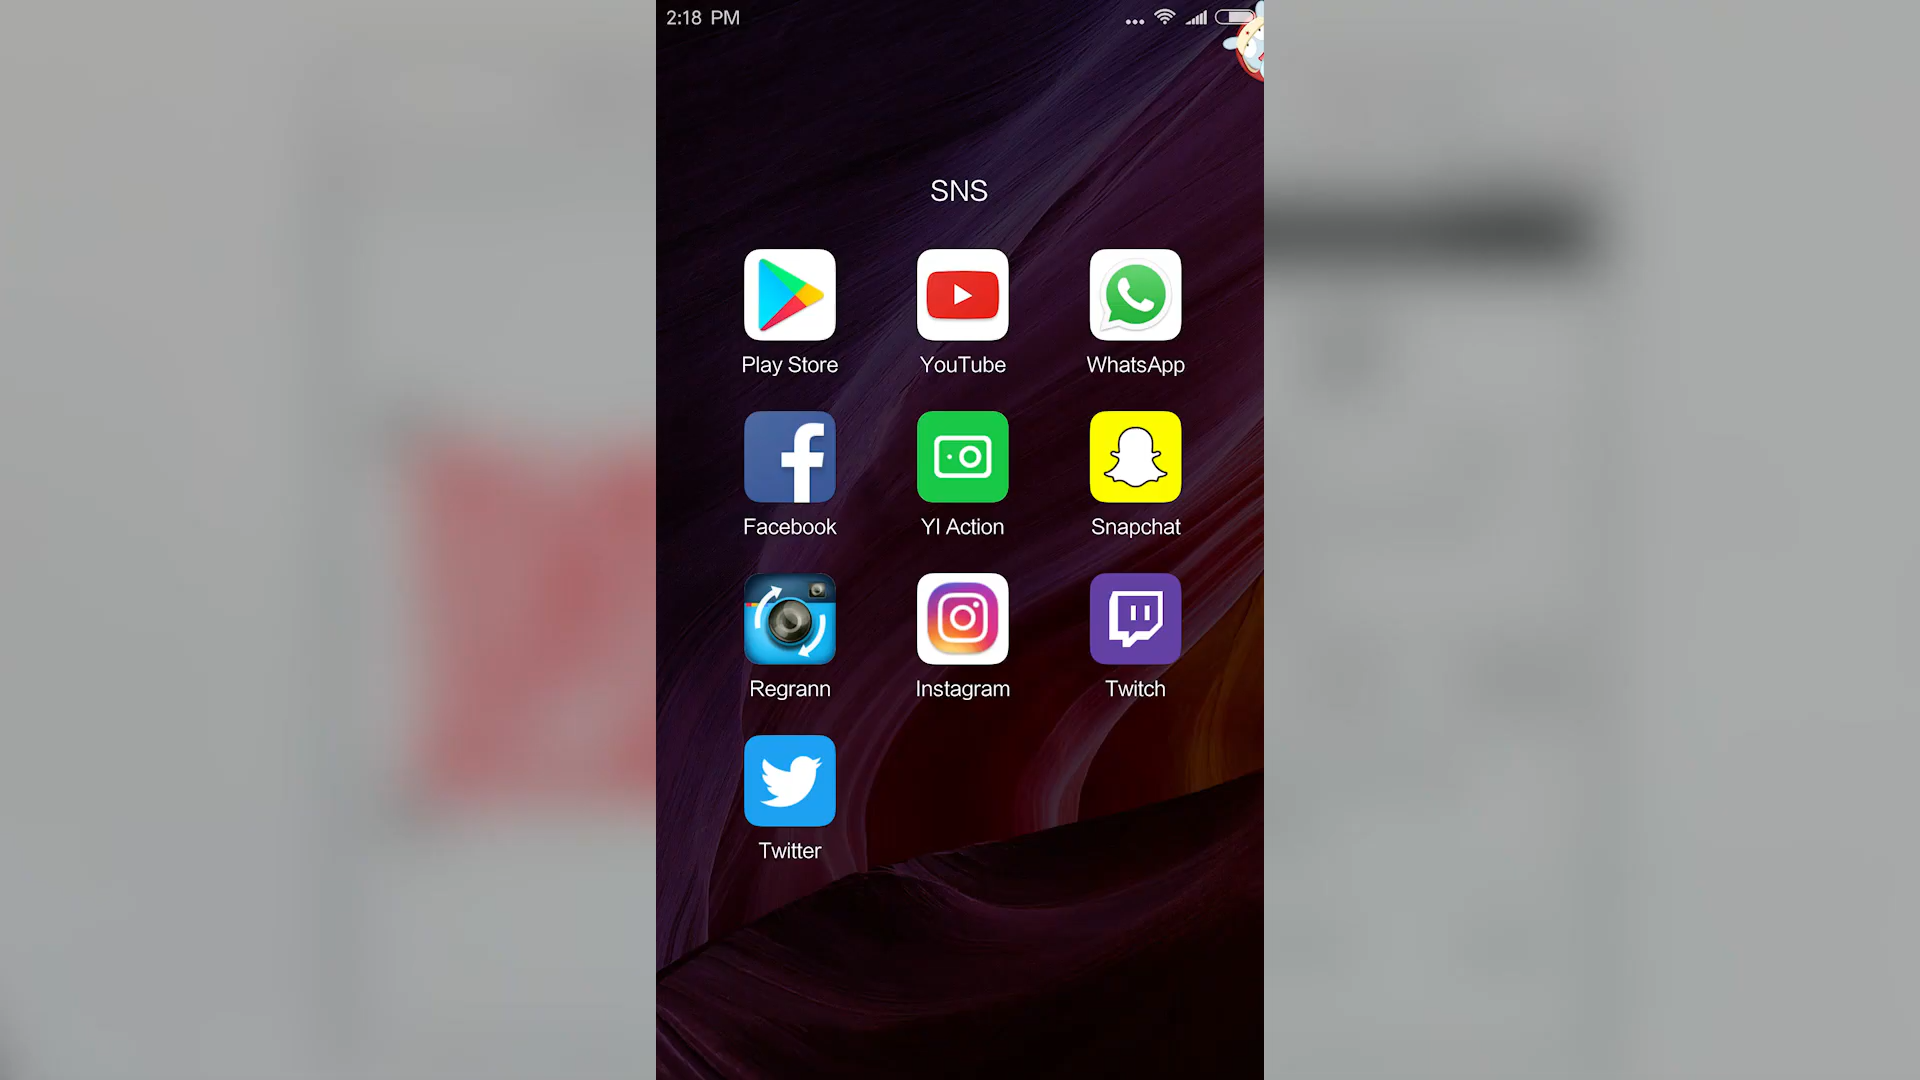 2:18 PM
SNS
Play Store
YouTube
WhatsApp
Facebook
YI Action
Snapchat
Regrann
Instagram
Twitch
Twitter